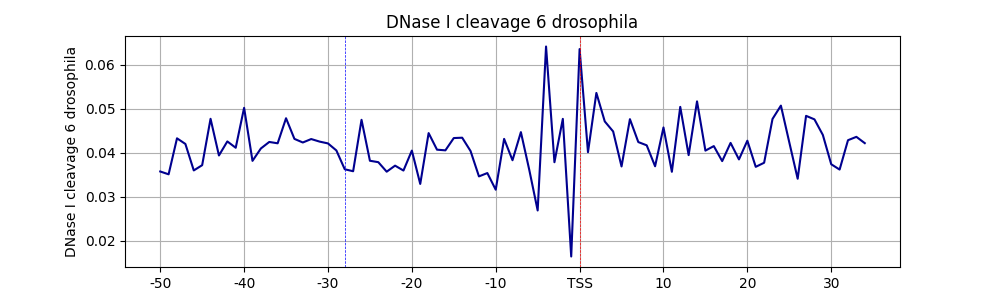 DNase I cleavage 6 drosophila
DNase I cleavage 6 drosophila
0.06
0.05
0.04
0.03
0.02
-50 -40 -30 -20 -10 TSS 10 20 30